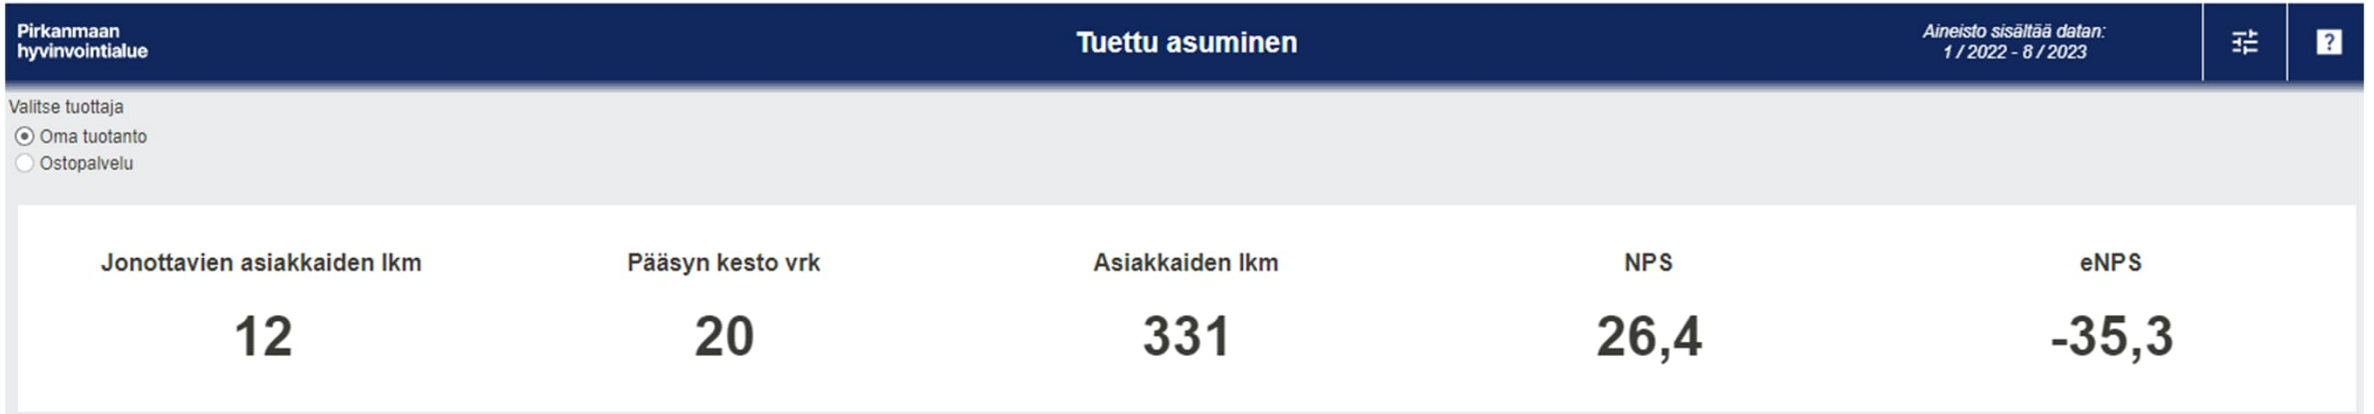 Pirkanmaan
hyvinvointialue
Tuettu asuminen
Aineisto sisältää datan:
1 / 2022 - 8 / 2023
?
Valitse tuottaja
Oma tuotanto
Ostopalvelu
Jonottavien asiakkaiden lkm
12
Pääsyn kesto vrk
20
Asiakkaiden lkm
331
NPS
26,4
eNPS
-35,3